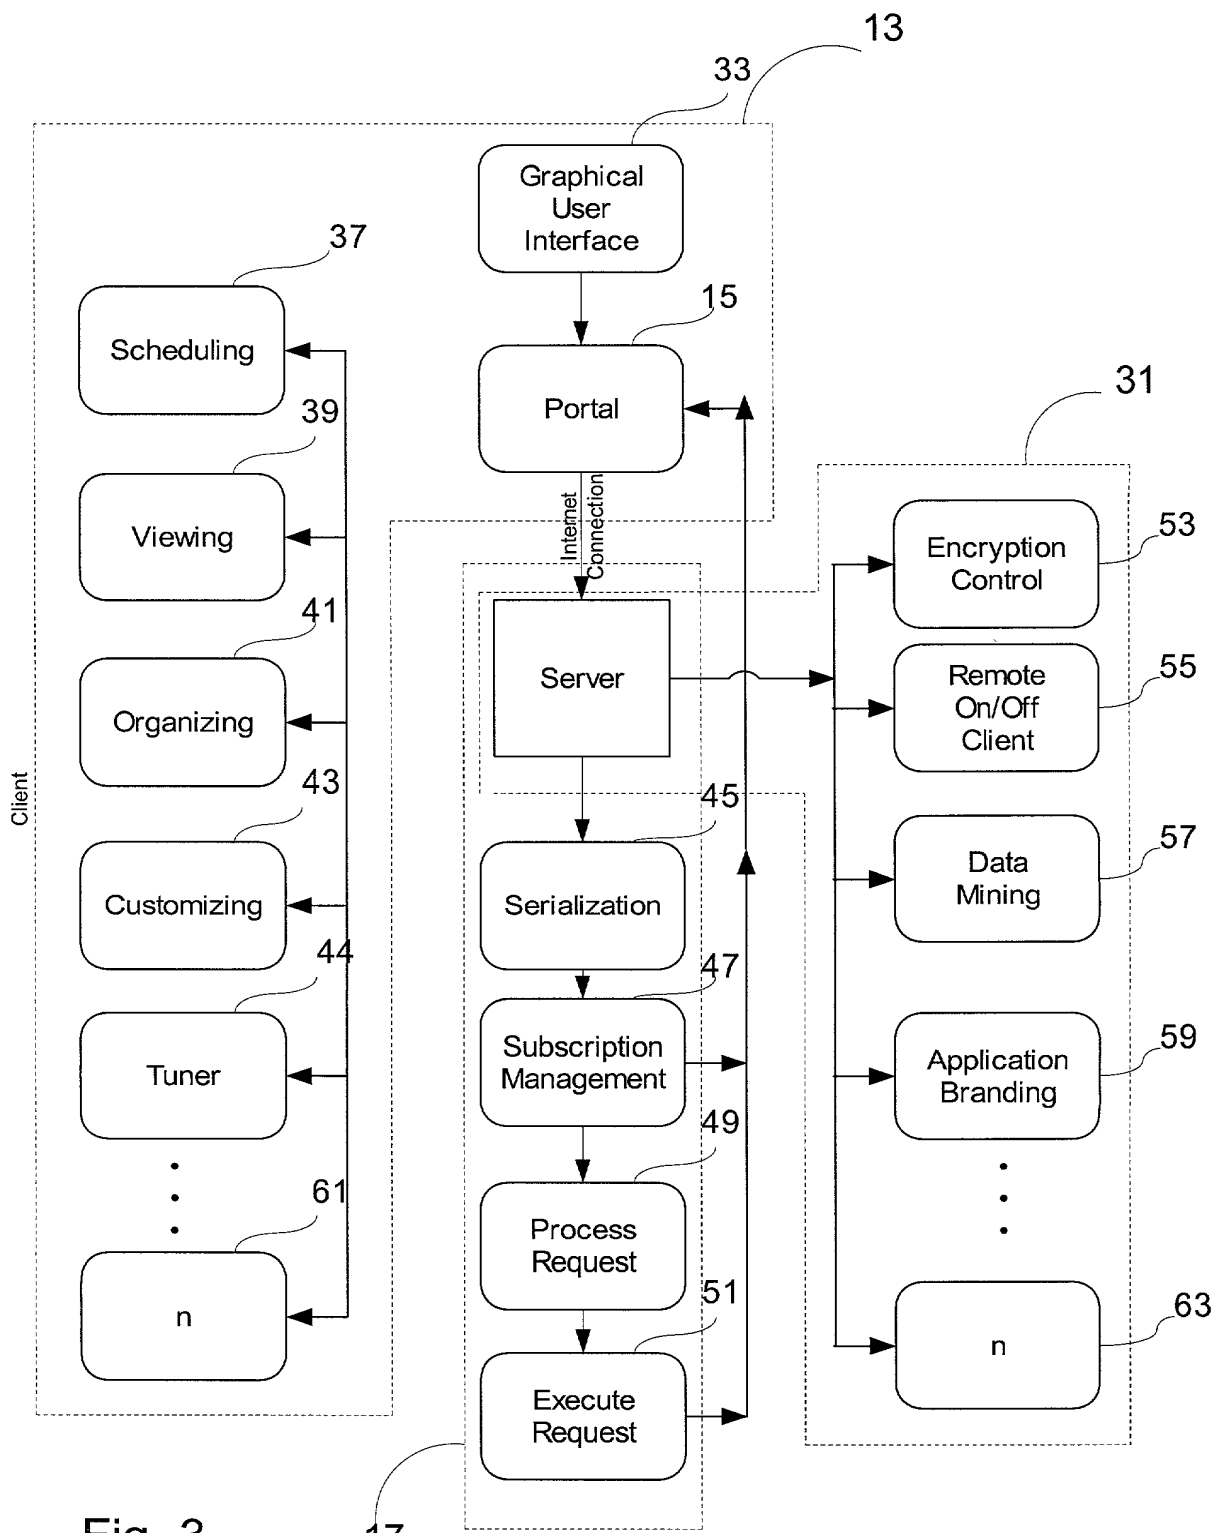 13
33
Graphical
User
Interface
37
15
Scheduling
Portal
31
39
Internet
Connection
Viewing
53
Encryption
Control
41
55
Remote
On/Off
Client
Server
Organizing
Client
43
45
57
Data
Mining
Customizing
Serialization
44
47
59
Application
Branding
Subscription
Management
Tuner
49
61
Process
Request
51
63
n
n
Execute
Request
Fig. 3
17